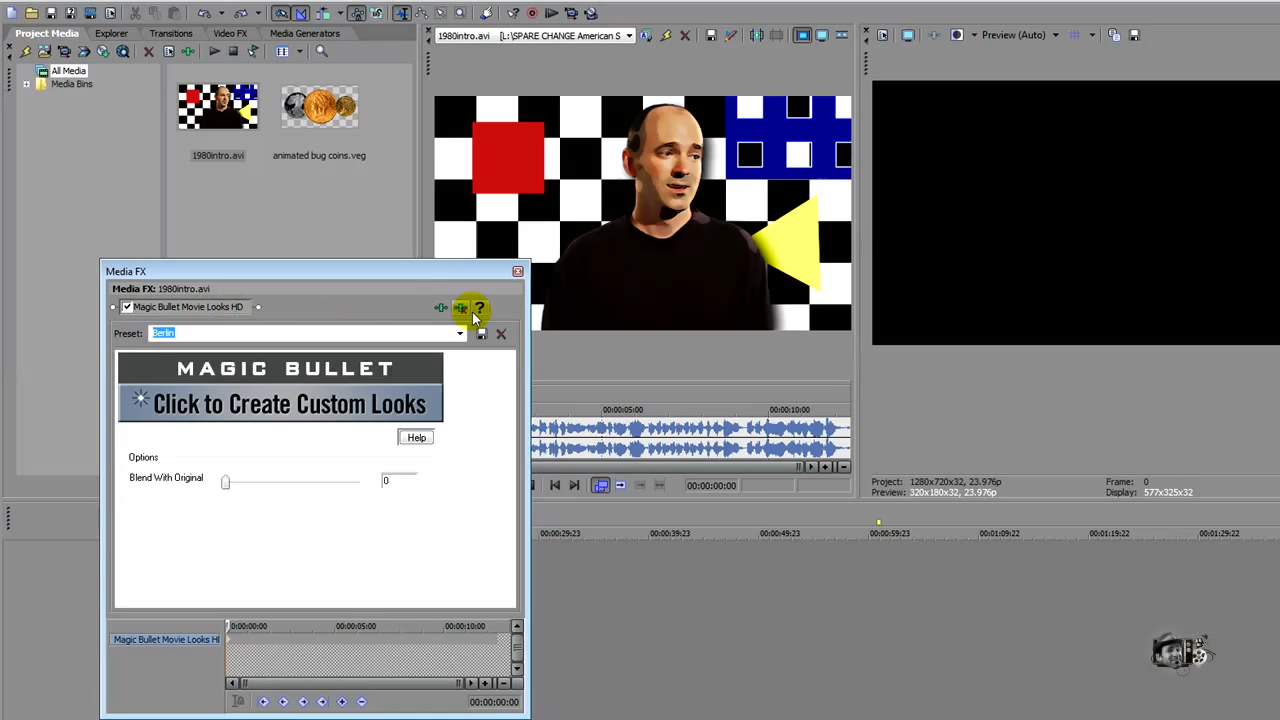 Project Media
Explorer
Transitions
Video FX
Media Generators
1980intro.avi [L:\SPARE CHANGE American S
Preview (Auto)
All Media
Media Bins
1980intro.avi
animated bug coins.veg
Media FX
Media FX: 1980intro.avi
Magic Bullet Movie Looks HD
Preset:
Berlin
MAGIC BULLET
Click to Create Custom Looks
Help
Options
Blend With Original
0
0:00:00:00
00:00:05:00
00:00:10:00
Magic Bullet Movie Looks HI
00:00:00:00
00:00:05:00
00:00:10:00
00:00:00:00
Project: 1280x720x32, 23.976p
Preview: 320x180x32, 23.976p
Frame: 0
Display: 577x325x32
00:00:29:23
00:00:39:23
00:00:49:23
00:00:59:23
00:01:09:22
00:01:19:22
00:01:29:22